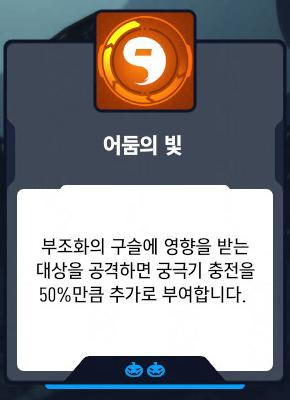 어둠의 빛
부조화의 구슬에 영향을 받는
대상을 공격하면 궁극기 충전을
50%만큼 추가로 부여합니다.